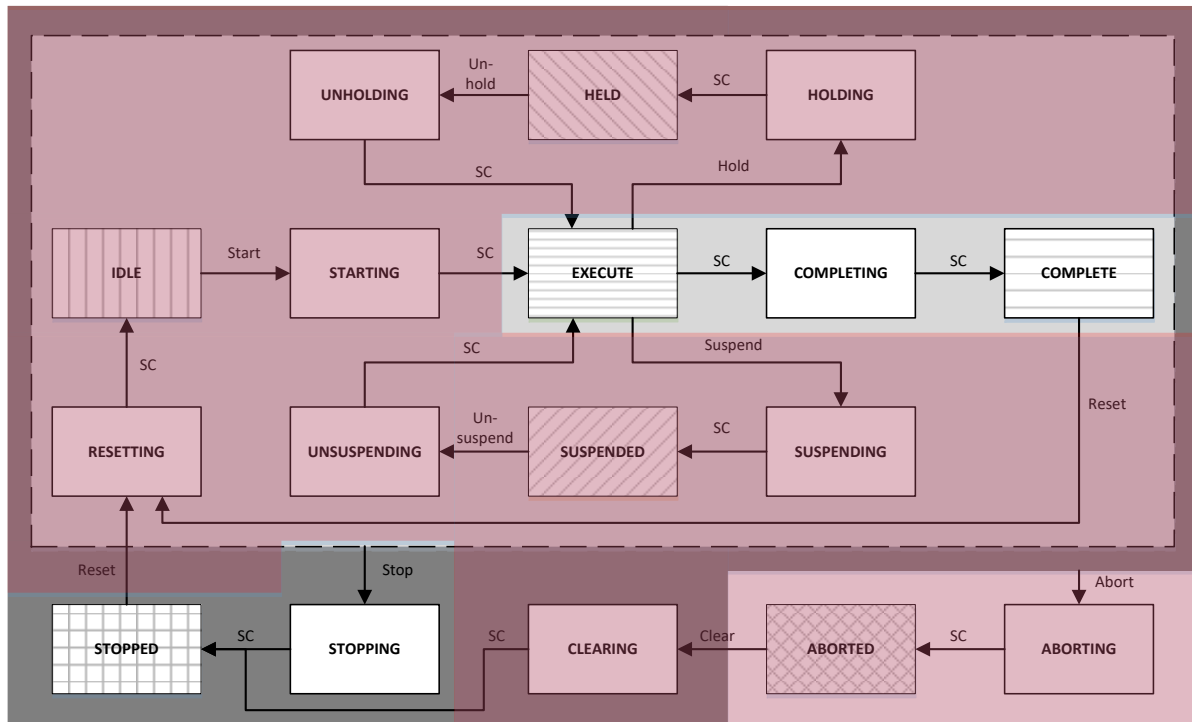 Un-
hold
SC
UNHOLDING
HELD
HOLDING
SC
Hold
IDLE
Start
STARTING
SC
EXECUTE
SC
COMPLETING
SC
COMPLETE
SC
SC
Suspend
Reset
RESETTING
UNSUSPENDING
Un-
suspend
SUSPENDED
SC
SUSPENDING
Reset
Stop
Abort
STOPPED
SC
STOPPING
SC
CLEARING
Clear
ABORTED
SC
ABORTING